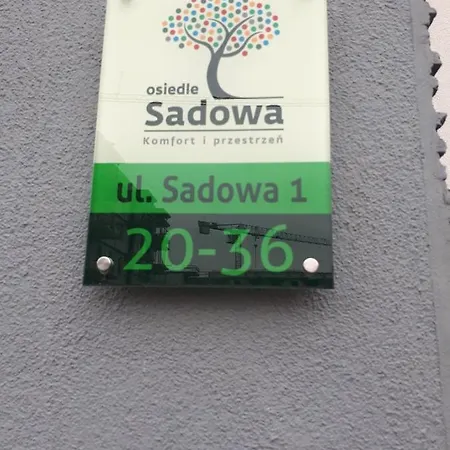 osiedle
Sadowa
Komfort i przestrzeń
ul. Sadowa 1
20-36